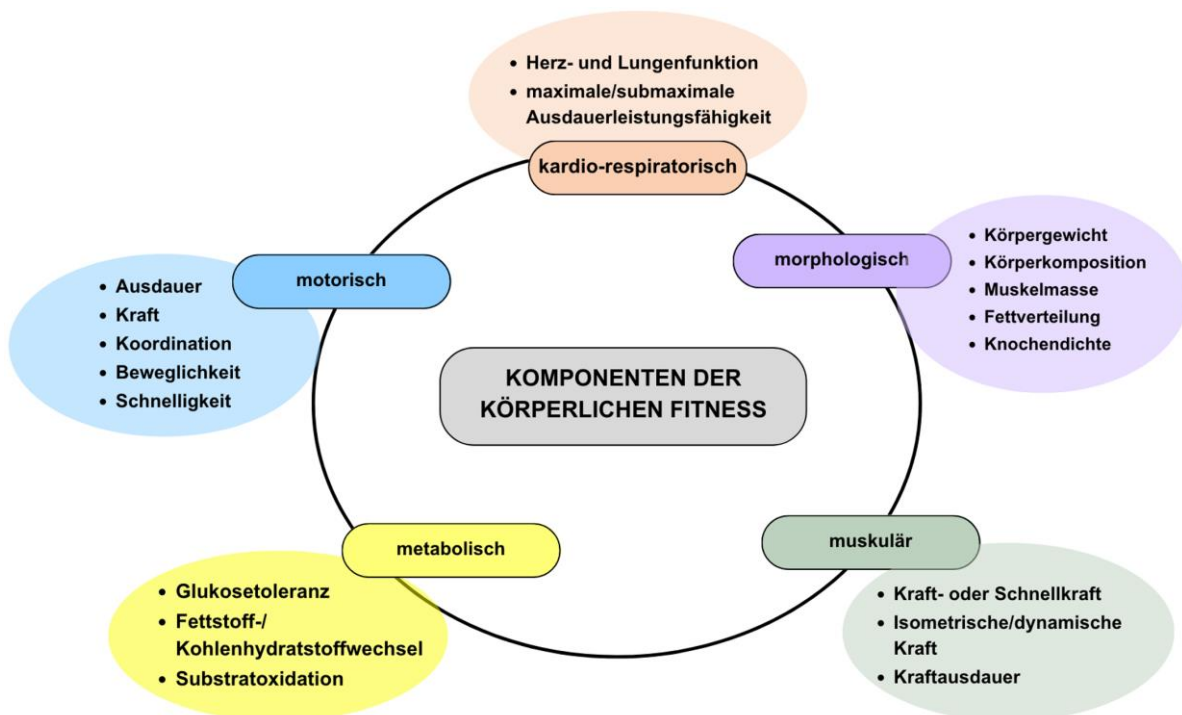 • Herz- und Lungenfunktion
• maximale/submaximale
Ausdauerleistungsfähigkeit
kardio-respiratorisch
morphologisch
• Körpergewicht
• Körperkomposition
• Muskelmasse
• Fettverteilung
• Knochendichte
motorisch
• Ausdauer
• Kraft
• Koordination
• Beweglichkeit
• Schnelligkeit
KOMPONENTEN DER
KÖRPERLICHEN FITNESS
metabolisch
• Glukosetoleranz
• Fettstoff-/
Kohlenhydratstoffwechsel
• Substratoxidation
muskulär
• Kraft- oder Schnellkraft
• Isometrische/dynamische
Kraft
• Kraftausdauer